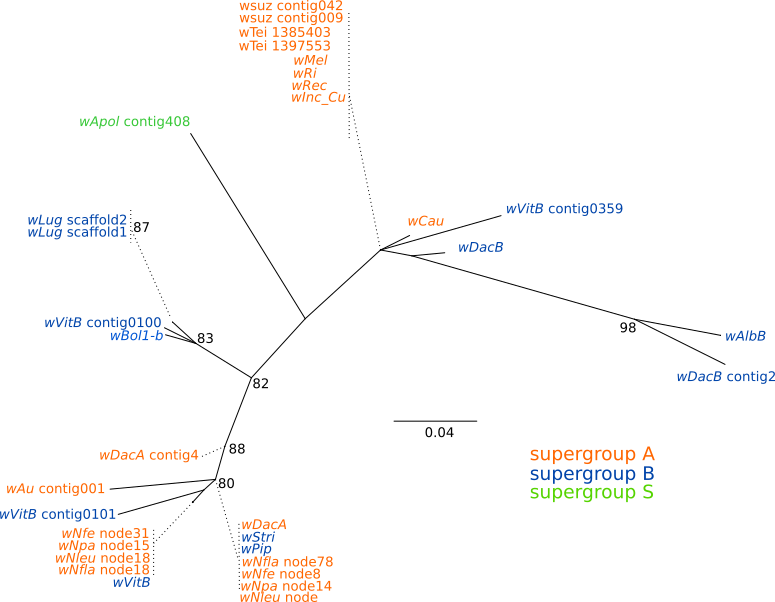 wsuz contig042
wsuz contig009
wTei 1385403
wTei 1397553
wMel
wRi
wRec
wInc_Cu
wApol contig408
wCau
wVitB contig0359
wDacB
wLug scaffold2
wLug scaffold1
87
wVitB contig0100
wBol1-b
83
98
wAlbB
wDacB contig2
82
0.04
wDacA contig4
88
supergroup A
supergroup B
supergroup S
80
wAu contig001
wVitB contig0101
wNfe node31
wNpa node15
wNleu node18
wNfla node18
wVitB
wDacA
wStri
wPip
wNfla node78
wNfe node8
wNpa node14
wNleu node